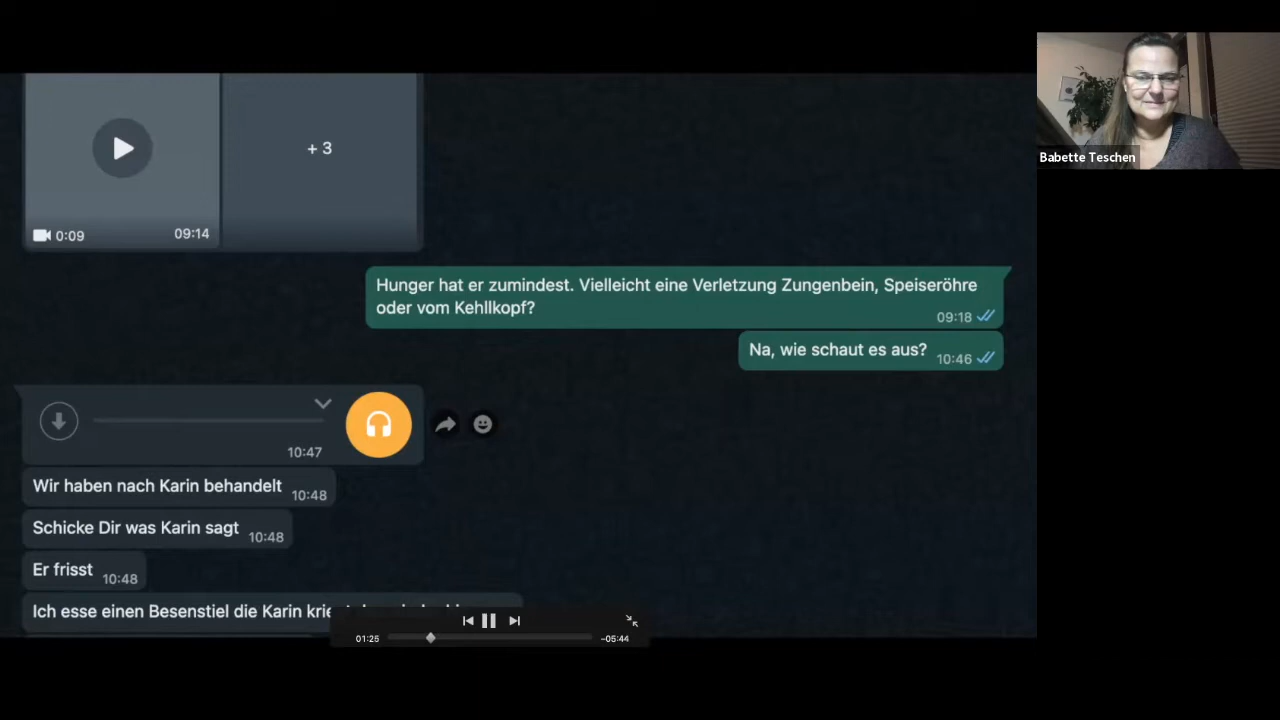 + 3
0:09
09:14
Babette Teschen
Hunger hat er zumindest. Vielleicht eine Verletzung Zungenbein, Speiseröhre
oder vom Kehllkopf?
09:18
Na, wie schaut es aus?
10:46
10:47
Wir haben nach Karin behandelt
10:48
Schicke Dir was Karin sagt
10:48
Er frisst
10:48
Ich esse einen Besenstiel die Karin
01:25
-05:44